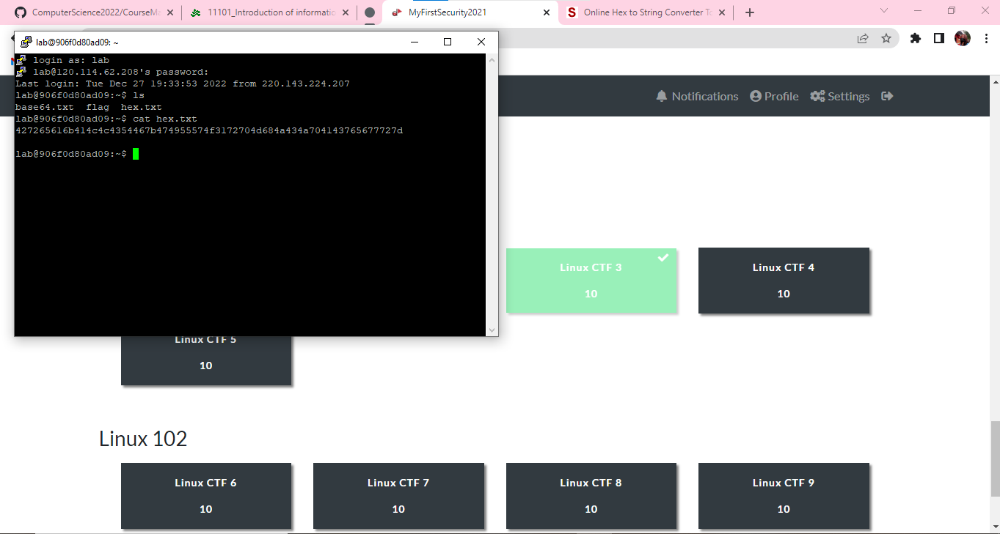 ComputerScience2022/CourseMa
11101_Introduction of informatio
MyFirstSecurity2021
Online Hex to String Converter To
lab@906f0d80ad09: ~
login as: lab
lab@120.114.62.208's password:
Last login: Tue Dec 27 19:33:53 2022 from 220.143.224.207
lab@906f0d80ad09:~$ ls
base64.txt flag hex.txt
lab@906f0d80ad09:~$ cat hex.txt
427265616b414c4c4354467b474955574f3172704d684a434a704143765677727d
lab@906f0d80ad09:~$
Notifications Profile Settings
Linux CTF 3
10
Linux CTF 4
10
Linux CTF 5
10
Linux 102
Linux CTF 6
10
Linux CTF 7
10
Linux CTF 8
10
Linux CTF 9
10